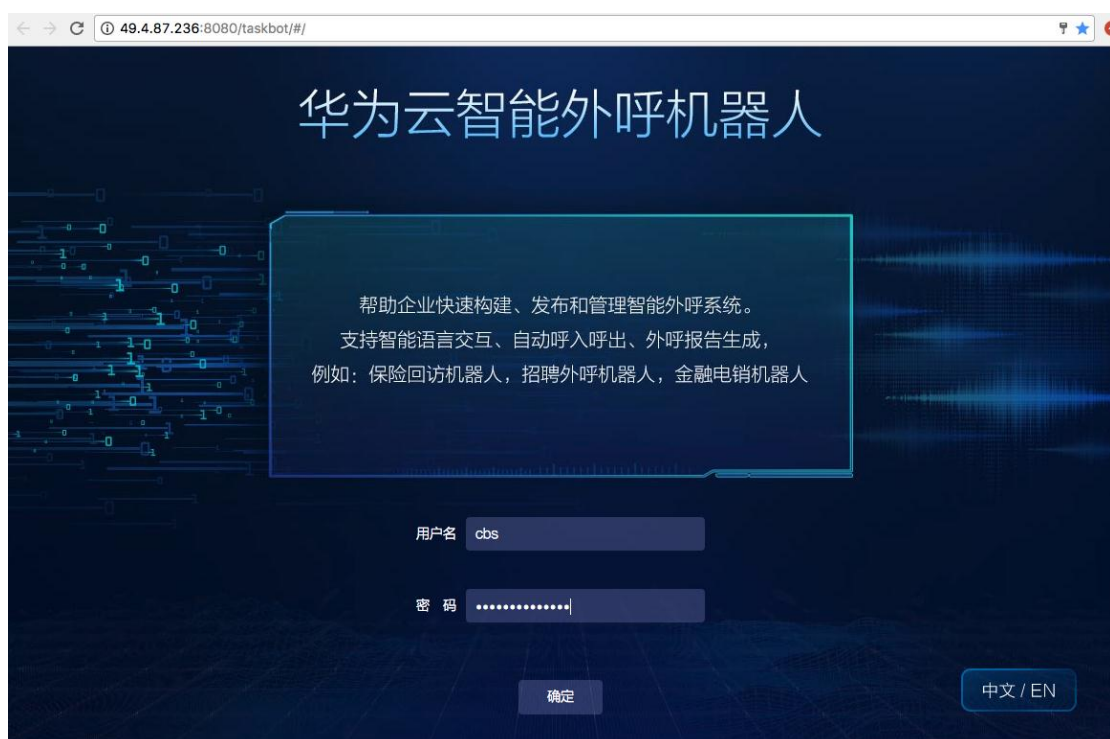 49.4.87.236:8080/taskbot/#/
华为云智能外呼机器人
帮助企业快速构建、发布和管理智能外呼系统。
支持智能语言交互、自动呼入呼出、外呼报告生成，
例如：保险回访机器人，招聘外呼机器人，金融电销机器人
用户名 cbs
密 码 ••••••••••••••
确定
中文 / EN